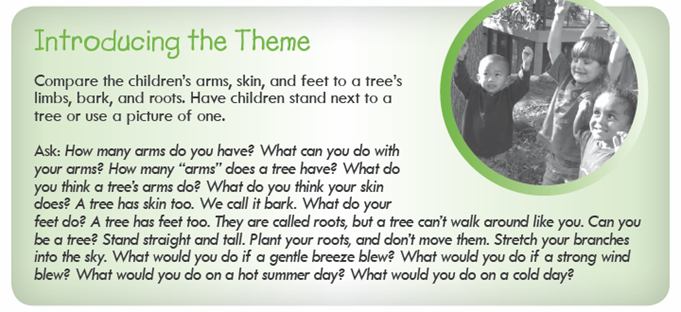 Introducing the Theme
Compare the children's arms, skin, and feet to a tree's
limbs, bark, and roots. Have children stand next to a
tree or use a picture of one.
Ask: How many arms do you have? What can you do with
your arms? How many “arms” does a tree have? What do
you think a tree's arms do? What do you think your skin
does? A tree has skin too. We call it bark. What do your
feet do? A tree has feet too. They are called roots, but a tree can't walk around like you. Can you
be a tree? Stand straight and tall. Plant your roots, and don't move them. Stretch your branches
into the sky. What would you do if a gentle breeze blew? What would you do if a strong wind
blew? What would you do on a hot summer day? What would you do on a cold day?